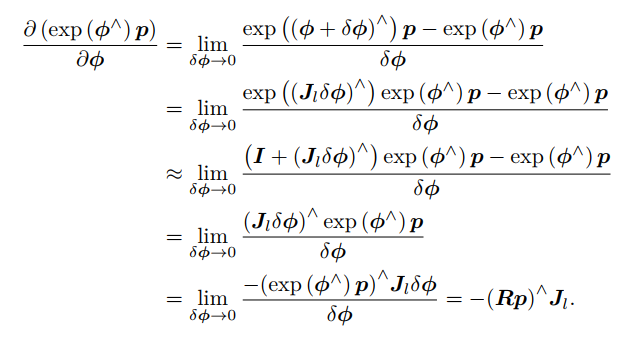 ∂(exp(ϕ^)p)/∂ϕ = lim_{δϕ→0} (exp((ϕ + δϕ)^)p − exp(ϕ^)p)/δϕ
= lim_{δϕ→0} (exp((J_l δϕ)^) exp(ϕ^)p − exp(ϕ^)p)/δϕ
≈ lim_{δϕ→0} ((I + (J_l δϕ)^) exp(ϕ^)p − exp(ϕ^)p)/δϕ
= lim_{δϕ→0} ((J_l δϕ)^ exp(ϕ^)p)/δϕ
= lim_{δϕ→0} (−(exp(ϕ^)p)^ J_l δϕ)/δϕ = −(Rp)^ J_l.